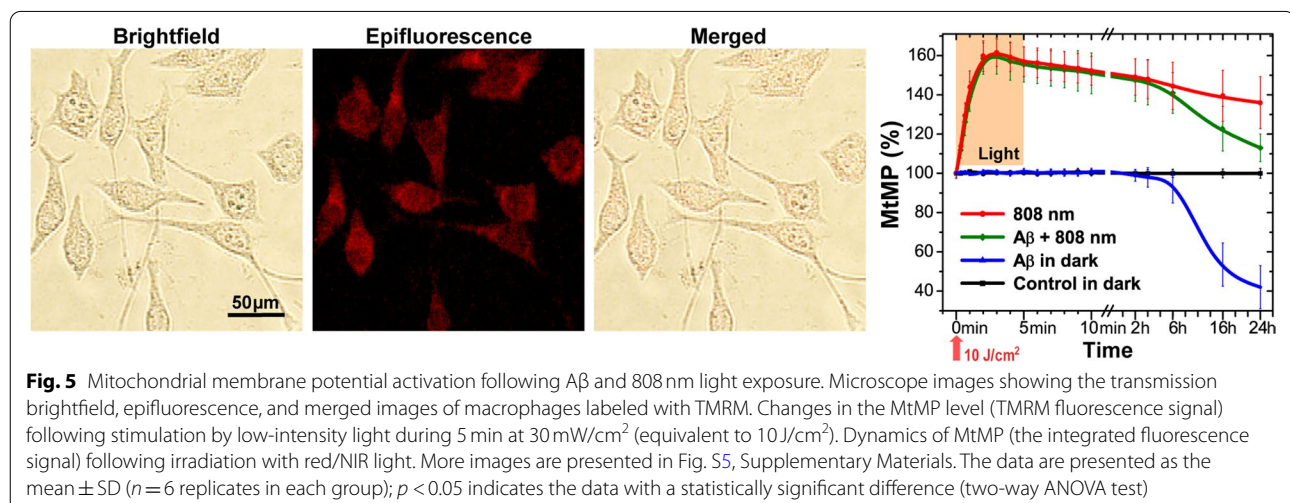 Brightfield
Epifluorescence
Merged
50µm
MtMP (%)
160
140
120
100
80
60
40
Light
808 nm
Aβ + 808 nm
Aβ in dark
Control in dark
0min 5min 10min 2h 6h 16h 24h
10 J/cm²
Time
Fig. 5 Mitochondrial membrane potential activation following Aβ and 808 nm light exposure. Microscope images showing the transmission
brightfield, epifluorescence, and merged images of macrophages labeled with TMRM. Changes in the MtMP level (TMRM fluorescence signal)
following stimulation by low-intensity light during 5 min at 30 mW/cm² (equivalent to 10 J/cm²). Dynamics of MtMP (the integrated fluorescence
signal) following irradiation with red/NIR light. More images are presented in Fig. S5, Supplementary Materials. The data are presented as the
mean ± SD (n = 6 replicates in each group); p < 0.05 indicates the data with a statistically significant difference (two-way ANOVA test)